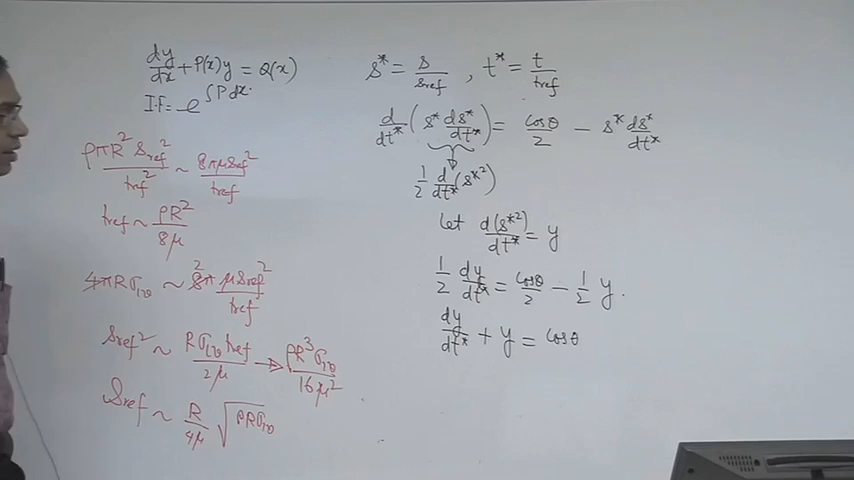 dy/dx + P(x)y = Q(x)
I.F. = e^∫P dx.
ρπR² s_ref² / t_ref² ~ 8πμ s_ref² / t_ref
t_ref ~ ρR² / 8μ
4πRσ_lv ~ 8² π μ s_ref² / t_ref
s_ref² ~ Rσ_lv t_ref / 2μ → ρR³σ_lv / 16μ²
s_ref ~ R/4μ √(ρRσ_lv)
s* = s / s_ref , t* = t / t_ref
d/dt* (s* ds*/dt*) = cosθ/2 − s* ds*/dt*
1/2 d/dt* (s*²)
Let d(s*²)/dt* = y
1/2 dy/dt* = cosθ/2 − 1/2 y.
dy/dt* + y = cosθ